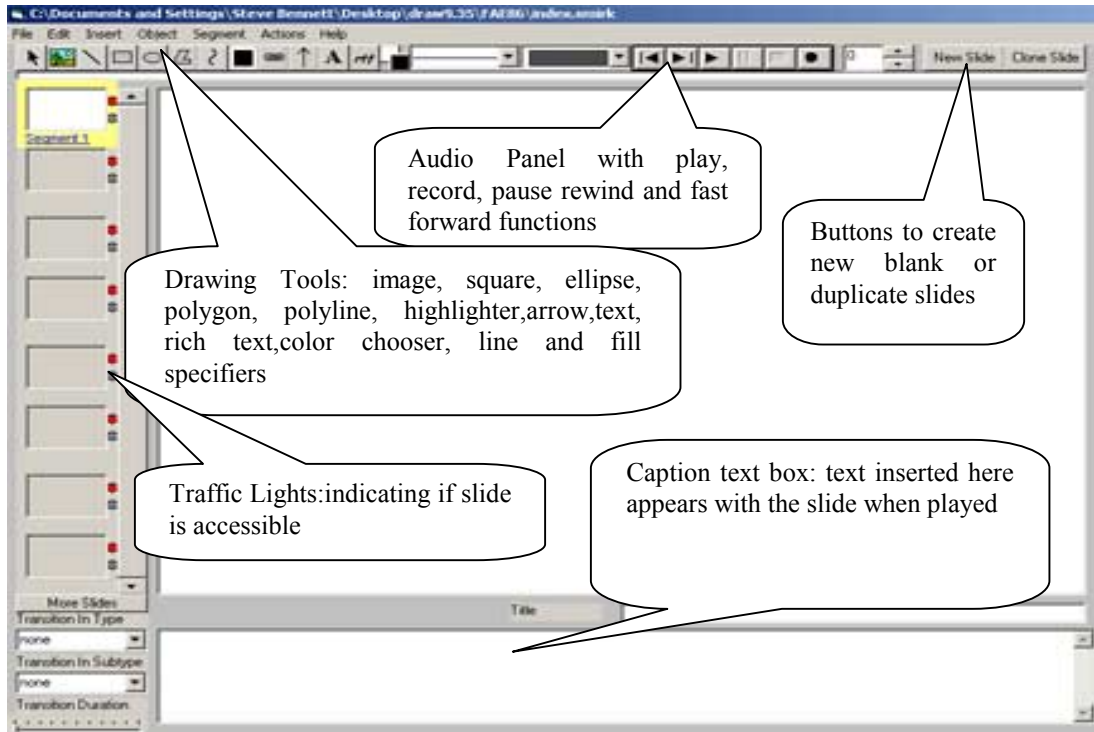 C:\Documents and Settings\Steve Bennett\Desktop\draw9.35\FAE86\index.xmirk
File Edit Insert Object Segment Actions Help
A 0 New Slide Clone Slide
Segment 1
Audio Panel with play,
record, pause rewind and fast
forward functions
Buttons to create
new blank or
duplicate slides
Drawing Tools: image, square, ellipse,
polygon, polyline, highlighter,arrow,text,
rich text,color chooser, line and fill
specifiers
Traffic Lights:indicating if slide
is accessible
Caption text box: text inserted here
appears with the slide when played
More Slides
Title
Transition In Type
none
Transition In Subtype
none
Transition Duration